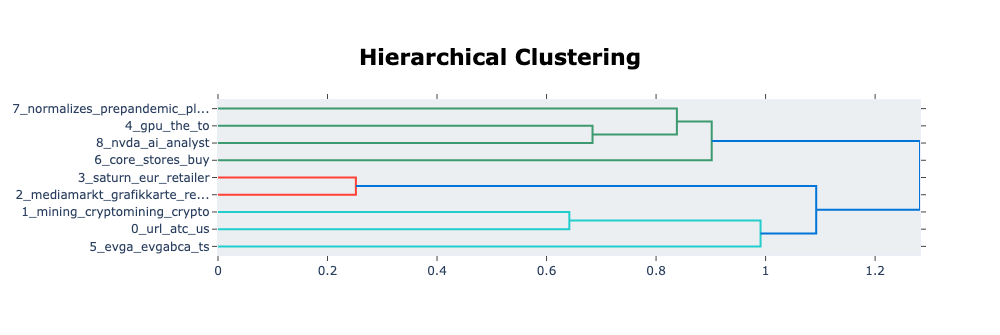 Hierarchical Clustering
7_normalizes_prepandemic_pl...
4_gpu_the_to
8_nvda_ai_analyst
6_core_stores_buy
3_saturn_eur_retailer
2_mediamarkt_grafikkarte_re...
1_mining_cryptomining_crypto
0_url_atc_us
5_evga_evgabca_ts
0 0.2 0.4 0.6 0.8 1 1.2